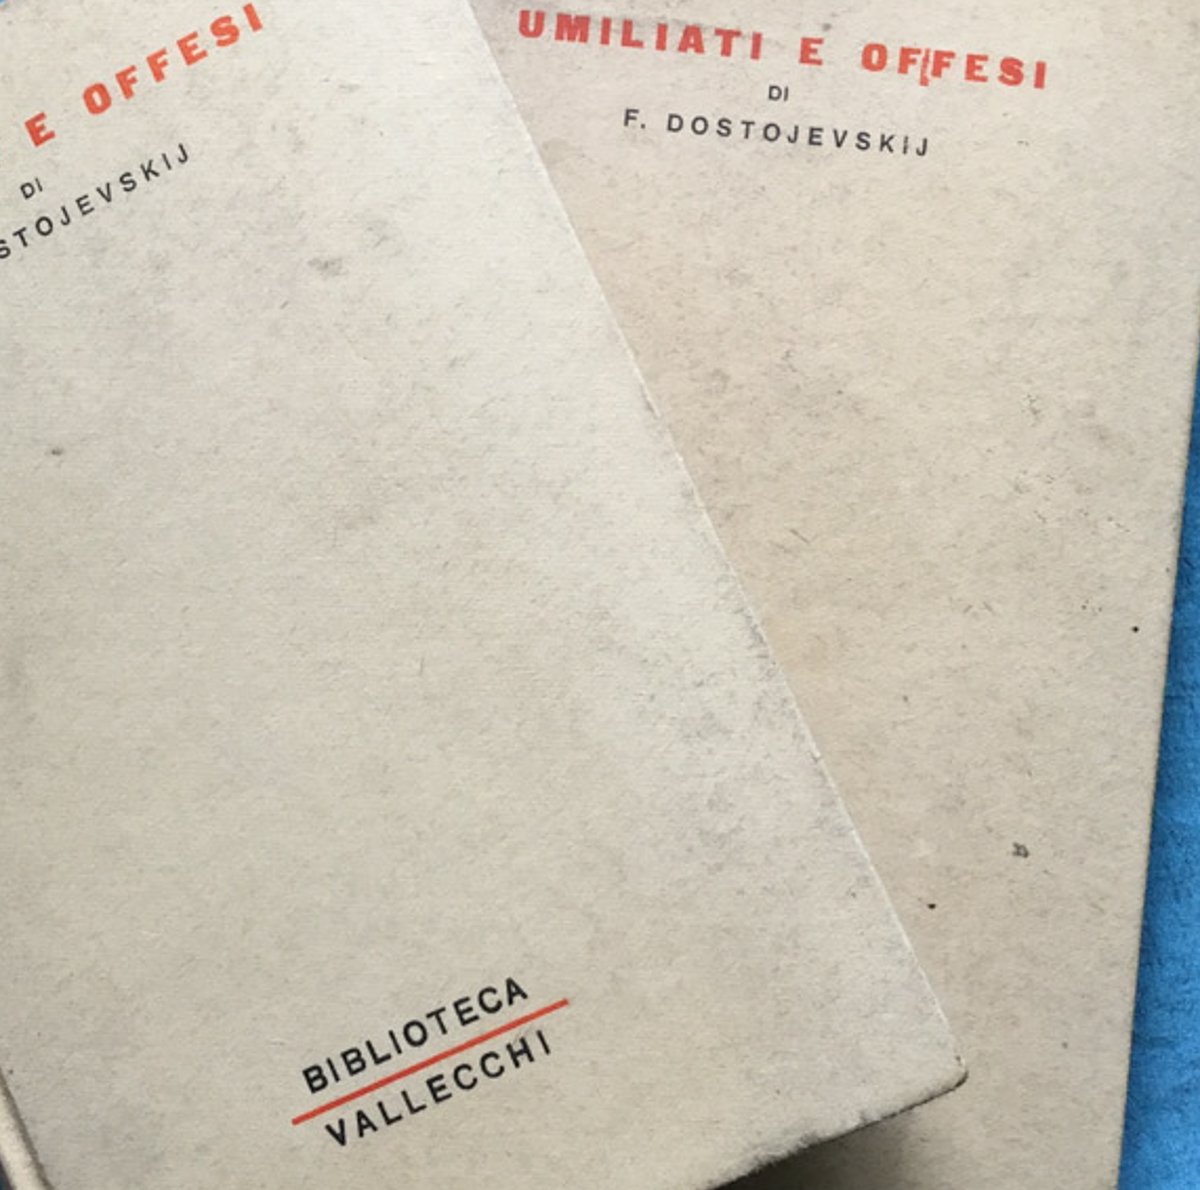 E OFFESI
DI
STOJEVSKIJ
BIBLIOTECA
VALLECCHI
UMILIATI E OFFESI
DI
F. DOSTOJEVSKIJ